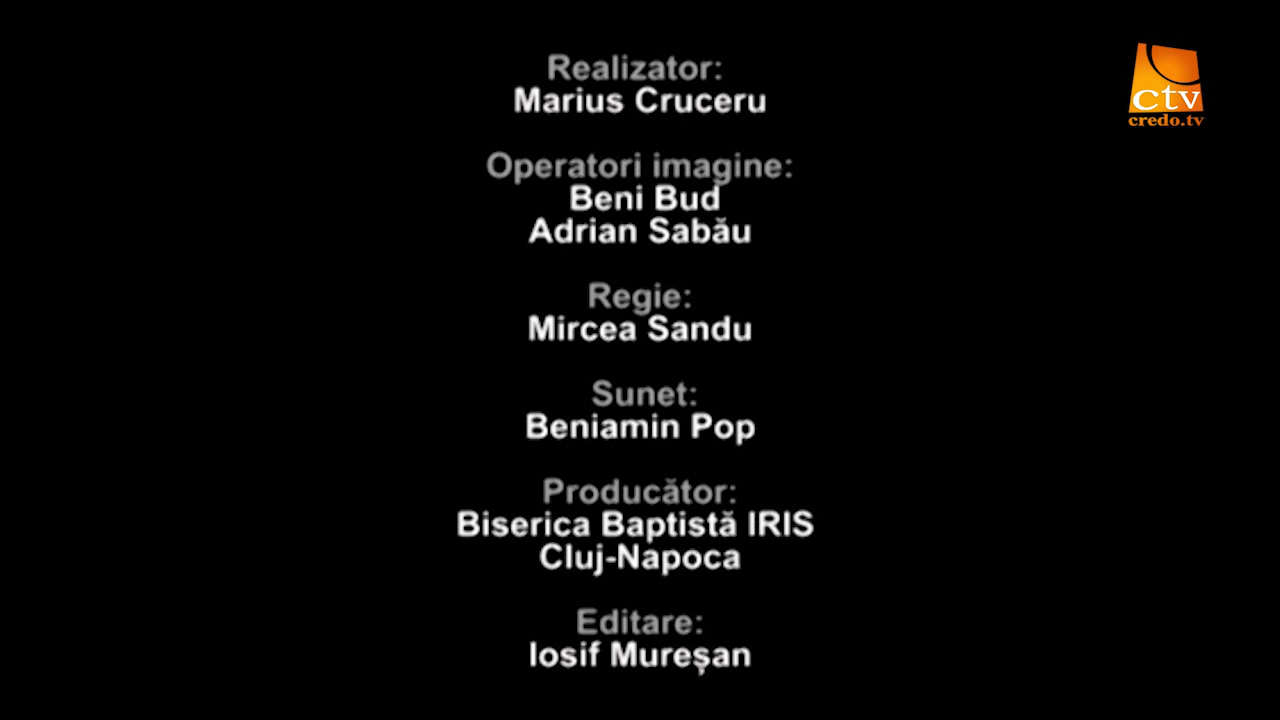 Realizator:
Marius Cruceru
Operatori imagine:
Beni Bud
Adrian Sabău
Regie:
Mircea Sandu
Sunet:
Beniamin Pop
Producător:
Biserica Baptistă IRIS
Cluj-Napoca
Editare:
Iosif Mureșan
ctv
credo.tv